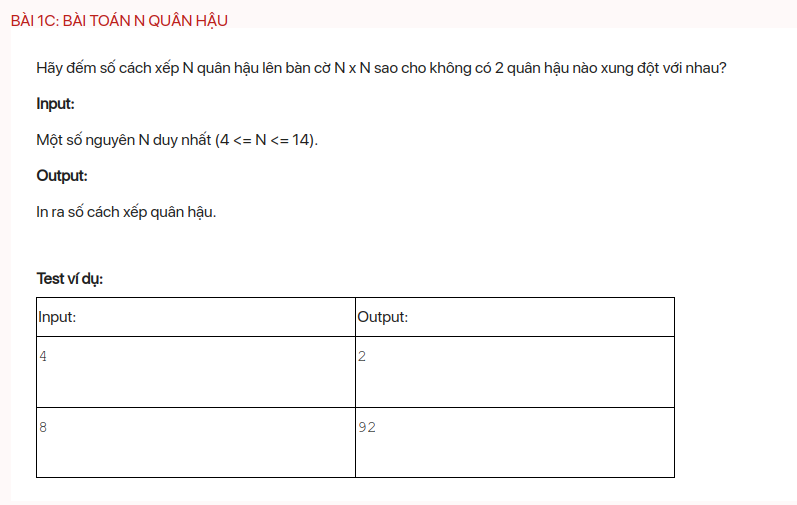 BÀI 1C: BÀI TOÁN N QUÂN HẬU
Hãy đếm số cách xếp N quân hậu lên bàn cờ N x N sao cho không có 2 quân hậu nào xung đột với nhau?
Input:
Một số nguyên N duy nhất (4 <= N <= 14).
Output:
In ra số cách xếp quân hậu.
Test ví dụ:
Input: Output:
4 2
8 92